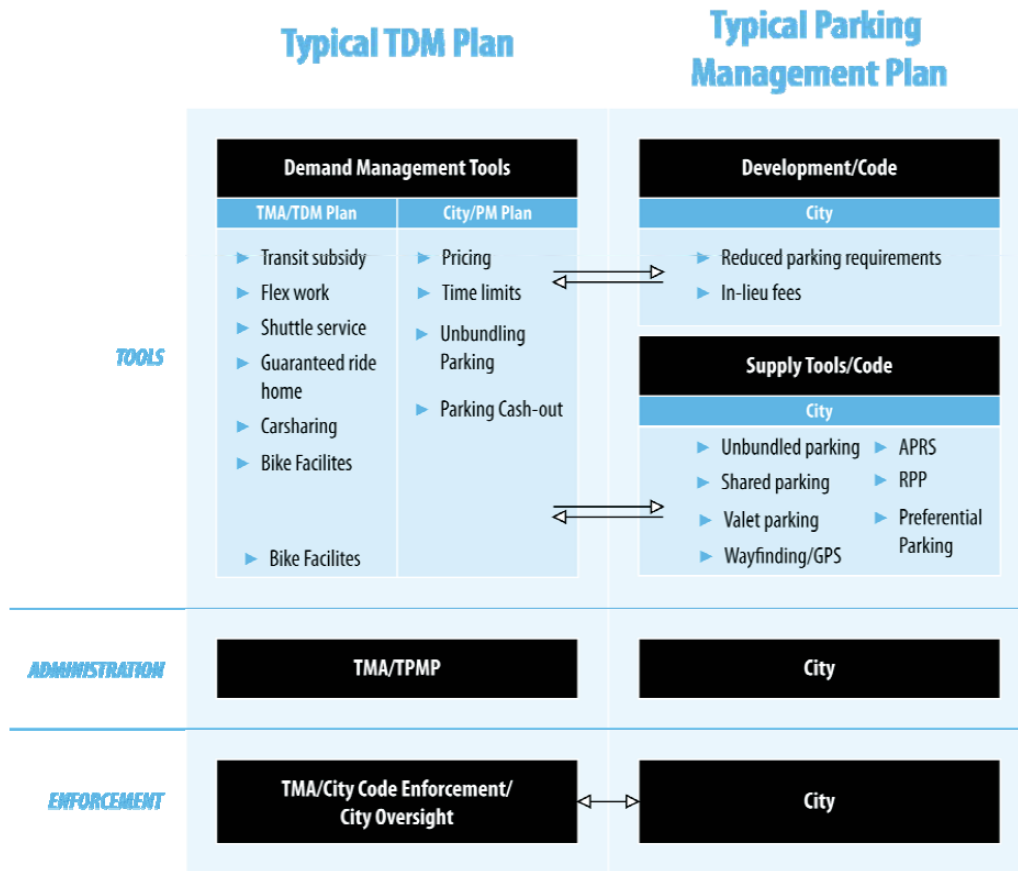 Typical TDM Plan
Typical Parking
Management Plan
TOOLS
Demand Management Tools
TMA/TDM Plan
Transit subsidy
Flex work
Shuttle service
Guaranteed ride
home
Carsharing
Bike Facilites
Bike Facilites
City/PM Plan
Pricing
Time limits
Unbundling
Parking
Parking Cash-out
Development/Code
City
Reduced parking requirements
In-lieu fees
Supply Tools/Code
City
Unbundled parking
Shared parking
Valet parking
Wayfinding/GPS
APRS
RPP
Preferential
Parking
ADMINISTRATION
TMA/TPMP
City
ENFORCEMENT
TMA/City Code Enforcement/
City Oversight
City